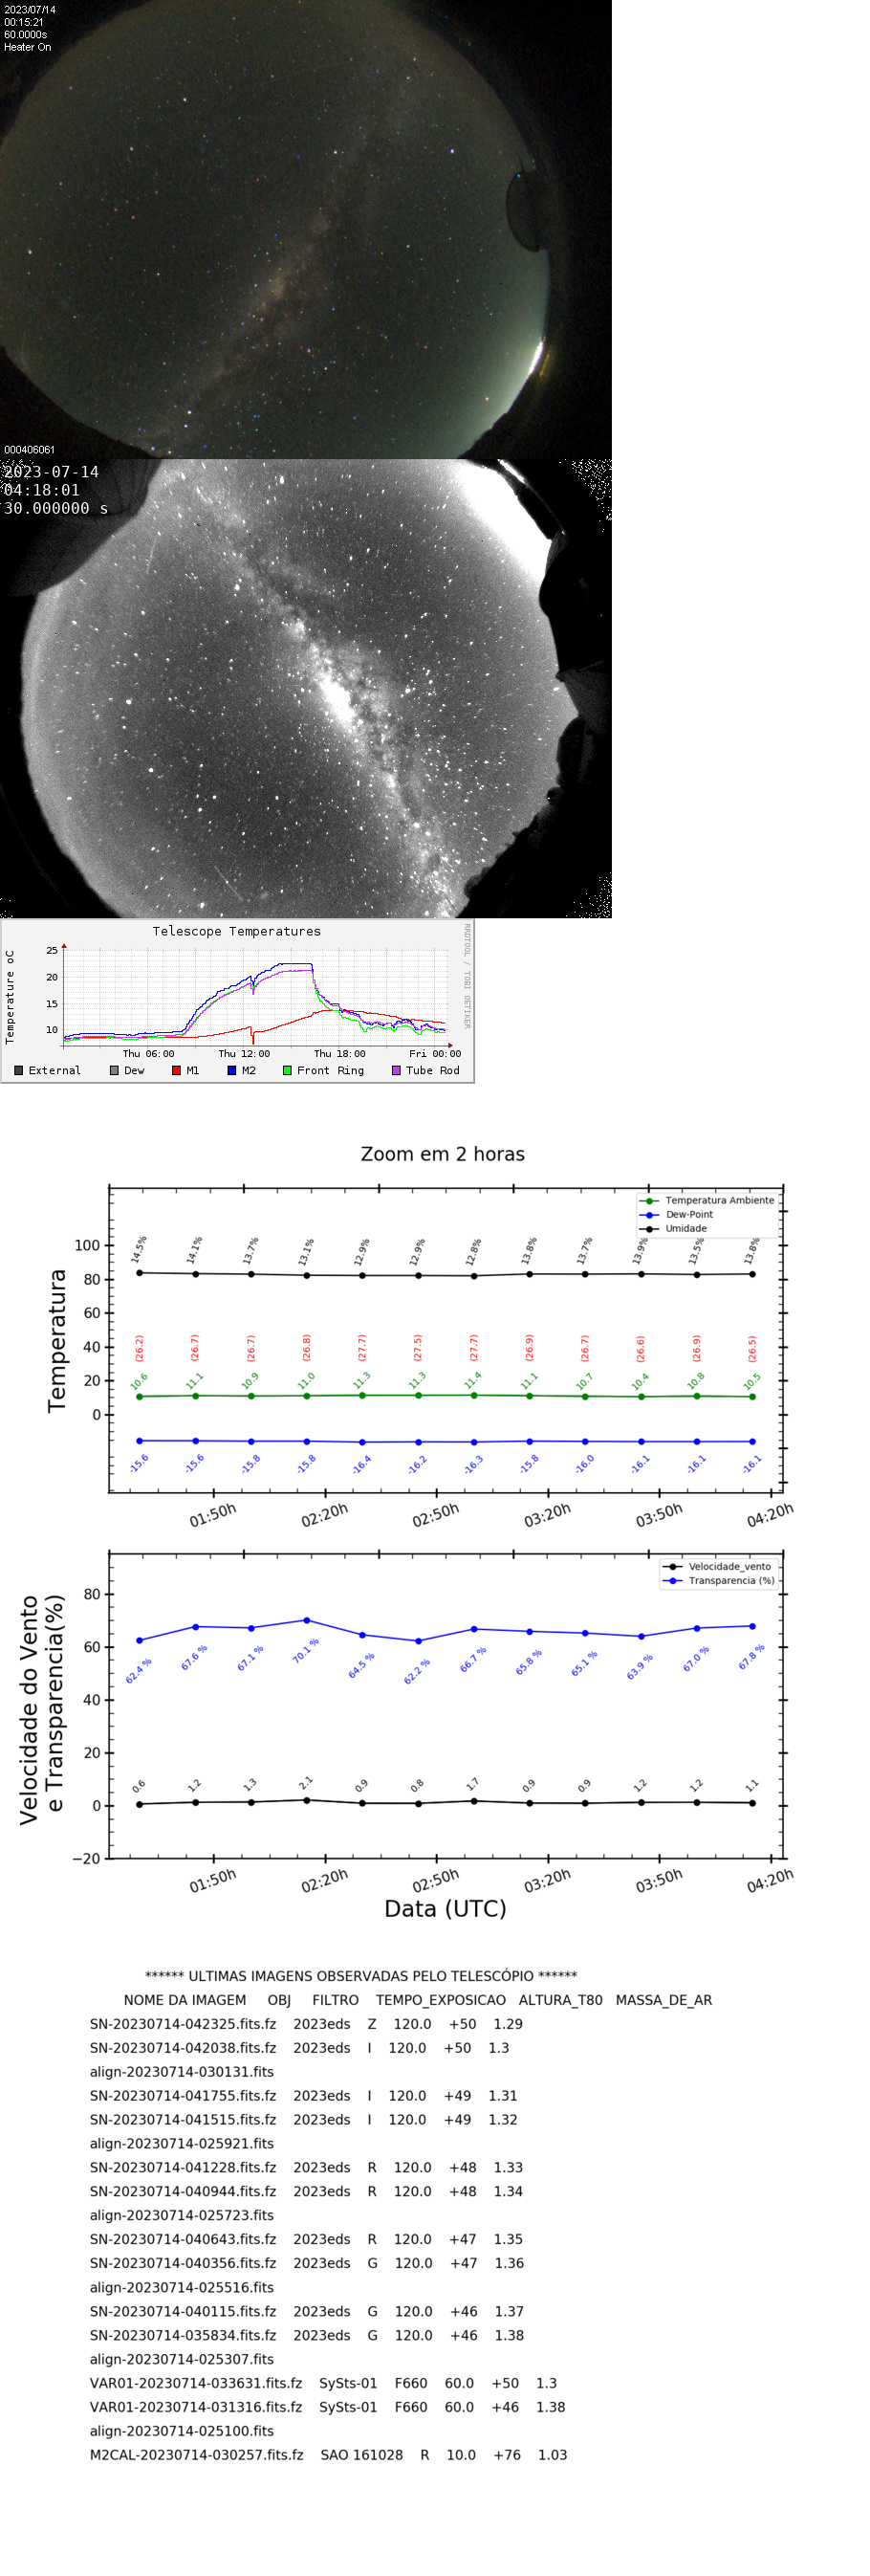 2023/07/14
00:15:21
60.0000s
Heater On
000406061
2023-07-14
04:18:01
30.000000 s
Telescope Temperatures
RRDTOOL / TOBI OETIKER
Temperature oC
25
20
15
10
Thu 06:00 Thu 12:00 Thu 18:00 Fri 00:00
External Dew M1 M2 Front Ring Tube Rod
Zoom em 2 horas
Temperatura Ambiente
Dew-Point
Umidade
Temperatura
100
80
60
40
20
0
14.5% 14.1% 13.7% 13.1% 12.9% 12.9% 12.8% 13.8% 13.7% 13.9% 13.5% 13.8%
(26.2) (26.7) (26.7) (26.8) (27.7) (27.5) (27.7) (26.9) (26.7) (26.6) (26.9) (26.5)
10.6 11.1 10.9 11.0 11.3 11.3 11.4 11.1 10.7 10.4 10.8 10.5
-15.6 -15.6 -15.8 -15.8 -16.4 -16.2 -16.3 -15.8 -16.0 -16.1 -16.1 -16.1
01:50h 02:20h 02:50h 03:20h 03:50h 04:20h
Velocidade_vento
Transparencia (%)
Velocidade do Vento
e Transparencia(%)
80
60
40
20
0
−20
62.4 % 67.6 % 67.1 % 70.1 % 64.5 % 62.2 % 66.7 % 65.8 % 65.1 % 63.9 % 67.0 % 67.8 %
0.6 1.2 1.3 2.1 0.9 0.8 1.7 0.9 0.9 1.2 1.2 1.1
01:50h 02:20h 02:50h 03:20h 03:50h 04:20h
Data (UTC)
****** ULTIMAS IMAGENS OBSERVADAS PELO TELESCÓPIO ******
NOME DA IMAGEM OBJ FILTRO TEMPO_EXPOSICAO ALTURA_T80 MASSA_DE_AR
SN-20230714-042325.fits.fz 2023eds Z 120.0 +50 1.29
SN-20230714-042038.fits.fz 2023eds I 120.0 +50 1.3
align-20230714-030131.fits
SN-20230714-041755.fits.fz 2023eds I 120.0 +49 1.31
SN-20230714-041515.fits.fz 2023eds I 120.0 +49 1.32
align-20230714-025921.fits
SN-20230714-041228.fits.fz 2023eds R 120.0 +48 1.33
SN-20230714-040944.fits.fz 2023eds R 120.0 +48 1.34
align-20230714-025723.fits
SN-20230714-040643.fits.fz 2023eds R 120.0 +47 1.35
SN-20230714-040356.fits.fz 2023eds G 120.0 +47 1.36
align-20230714-025516.fits
SN-20230714-040115.fits.fz 2023eds G 120.0 +46 1.37
SN-20230714-035834.fits.fz 2023eds G 120.0 +46 1.38
align-20230714-025307.fits
VAR01-20230714-033631.fits.fz SySts-01 F660 60.0 +50 1.3
VAR01-20230714-031316.fits.fz SySts-01 F660 60.0 +46 1.38
align-20230714-025100.fits
M2CAL-20230714-030257.fits.fz SAO 161028 R 10.0 +76 1.03